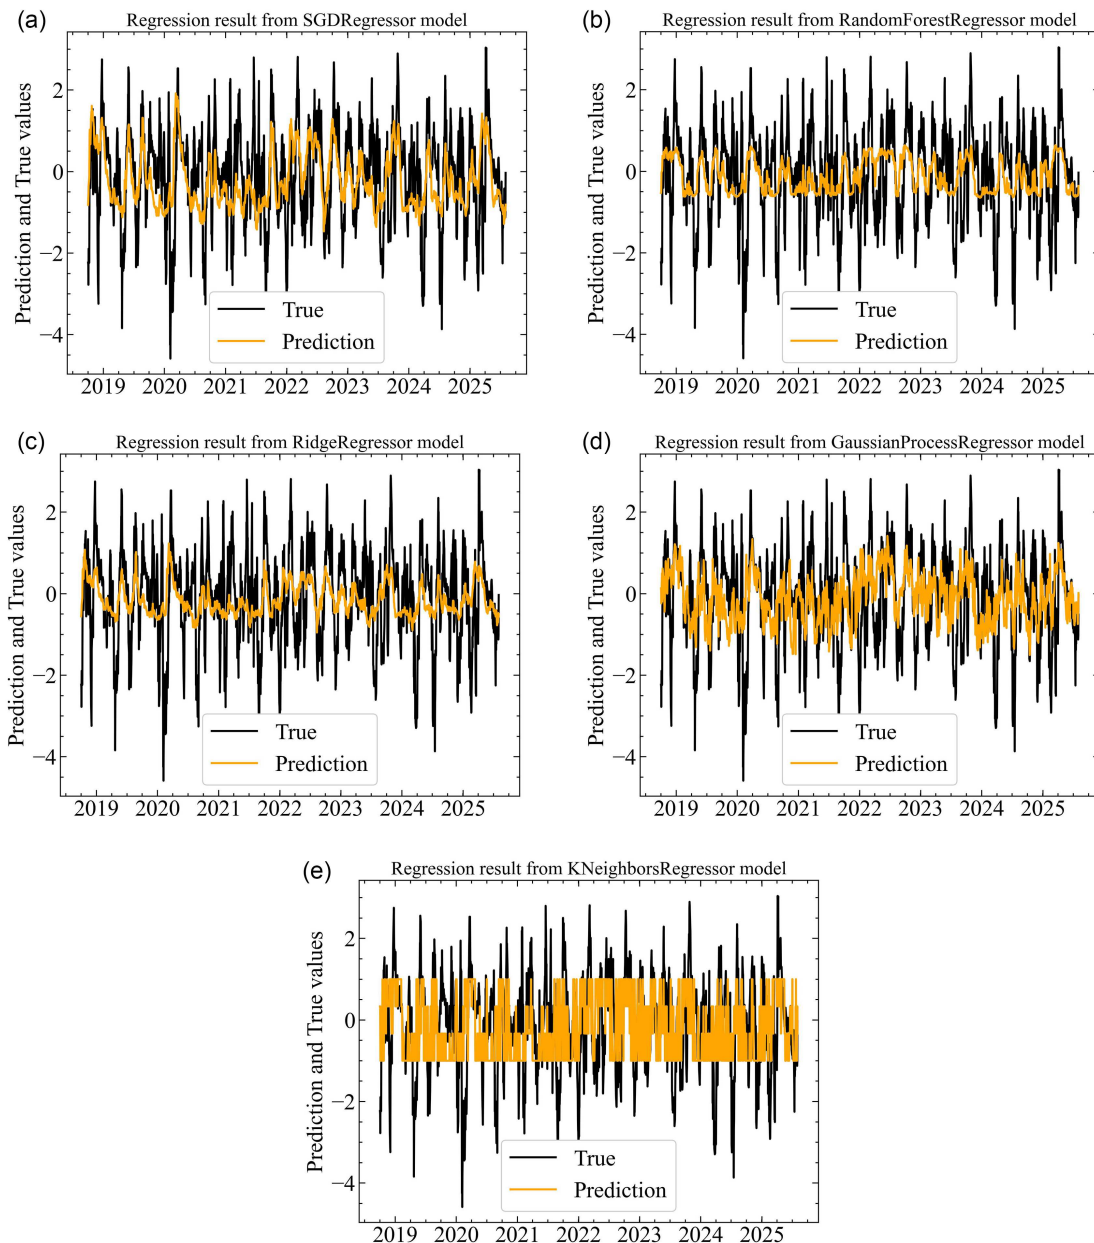 (a) Regression result from SGDRegressor model
Prediction and True values
2
0
−2
−4
True
Prediction
2019 2020 2021 2022 2023 2024 2025
(b) Regression result from RandomForestRegressor model
Prediction and True values
2
0
−2
−4
True
Prediction
2019 2020 2021 2022 2023 2024 2025
(c) Regression result from RidgeRegressor model
Prediction and True values
2
0
−2
−4
True
Prediction
2019 2020 2021 2022 2023 2024 2025
(d) Regression result from GaussianProcessRegressor model
Prediction and True values
2
0
−2
−4
True
Prediction
2019 2020 2021 2022 2023 2024 2025
(e) Regression result from KNeighborsRegressor model
Prediction and True values
2
0
−2
−4
True
Prediction
2019 2020 2021 2022 2023 2024 2025